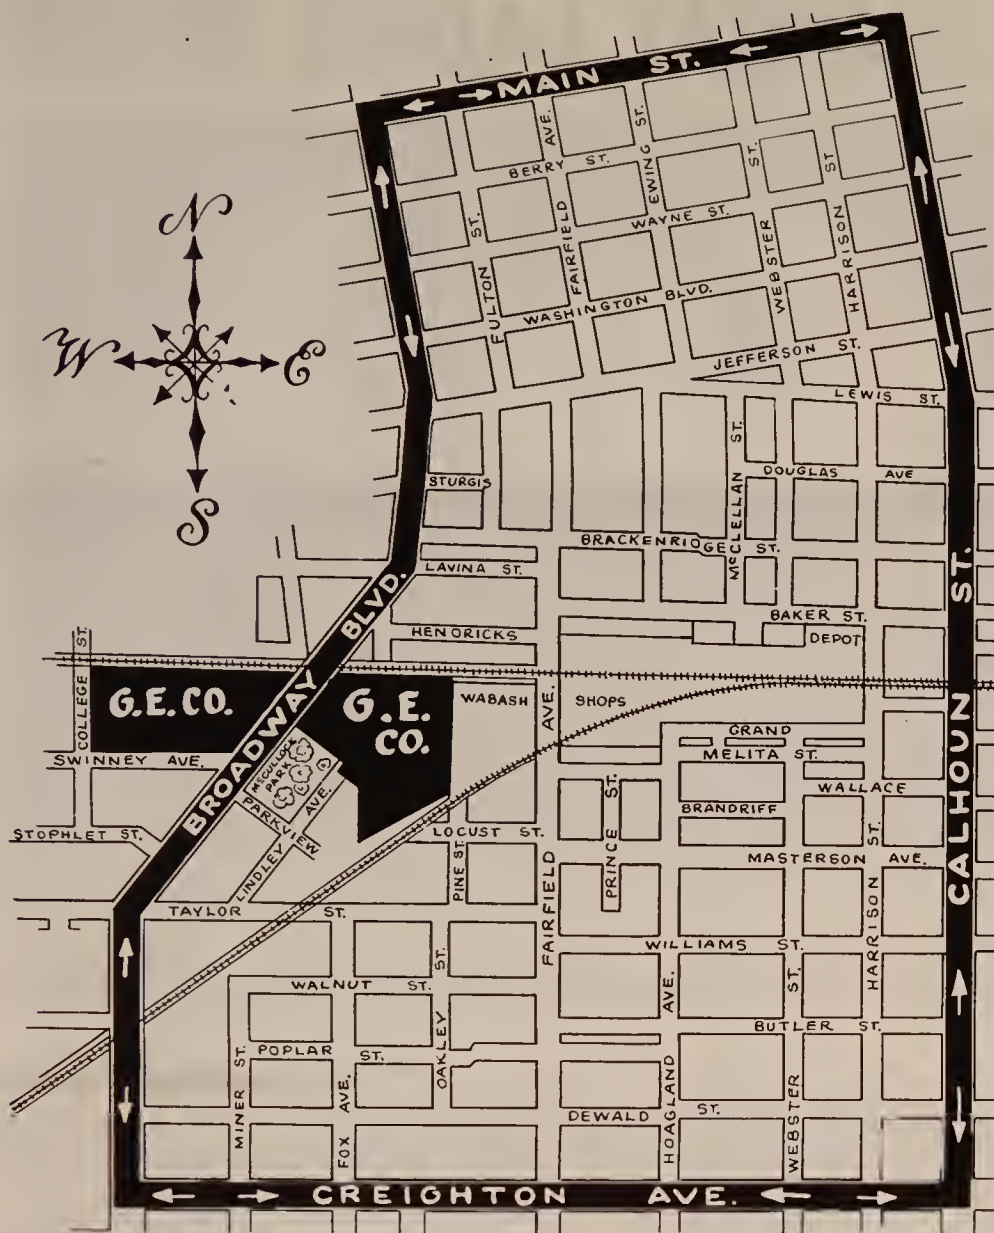 MAIN ST.
BERRY ST.
AVE.
EWING ST.
ST.
ST
WAYNE ST.
ST.
FULTON
FAIRFIELD
WEBSTER
HARRISON
WASHINGTON BLVD.
JEFFERSON ST.
LEWIS ST.
N
W
E
S
STURGIS
McCLELLAN ST.
DOUGLAS AVE
BRACKENRIDGE ST.
LAVINA ST.
BAKER ST.
HENDRICKS
DEPOT
COLLEGE ST.
G.E. CO.
G.E.
CO.
BROADWAY BLVD.
WABASH
AVE.
SHOPS
GRAND
MELITA ST.
SWINNEY AVE.
McCULLOCK
PARK
AVE.
WALLACE
PARKVIEW
BRANDRIFF
PRINCE ST.
STOPHLET ST.
LOCUST ST.
ST.
LINDLEY
PINE ST.
MASTERSON AVE.
CALHOUN ST.
TAYLOR ST.
FAIRFIELD
WILLIAMS ST.
HARRISON
WALNUT ST.
ST.
AVE.
ST.
BUTLER ST.
POPLAR ST.
OAKLEY
MINER ST.
FOX AVE.
DEWALD ST.
HOAGLAND
WEBSTER
CREIGHTON AVE.